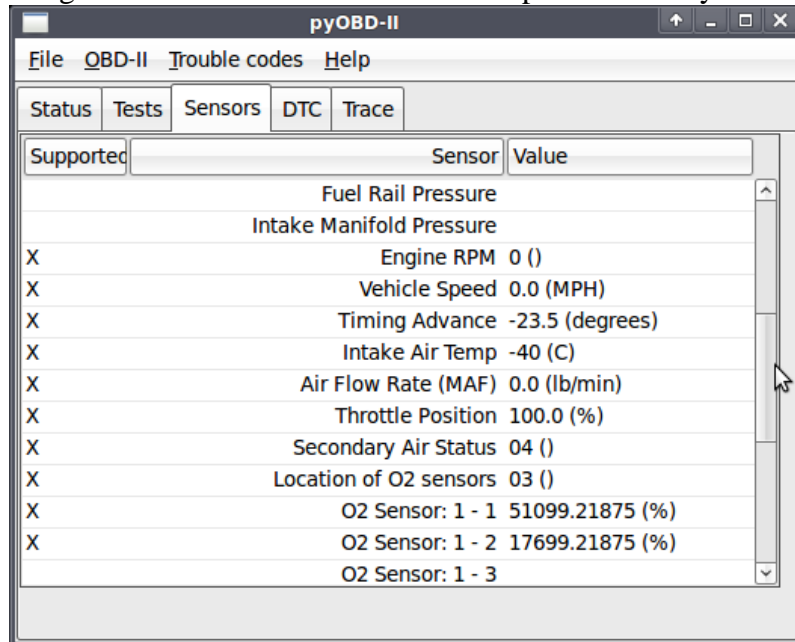 pyOBD-II
File OBD-II Trouble codes Help
Status Tests Sensors DTC Trace
Supported Sensor Value
Fuel Rail Pressure
Intake Manifold Pressure
X Engine RPM 0 ()
X Vehicle Speed 0.0 (MPH)
X Timing Advance -23.5 (degrees)
X Intake Air Temp -40 (C)
X Air Flow Rate (MAF) 0.0 (lb/min)
X Throttle Position 100.0 (%)
X Secondary Air Status 04 ()
X Location of O2 sensors 03 ()
X O2 Sensor: 1 - 1 51099.21875 (%)
X O2 Sensor: 1 - 2 17699.21875 (%)
O2 Sensor: 1 - 3